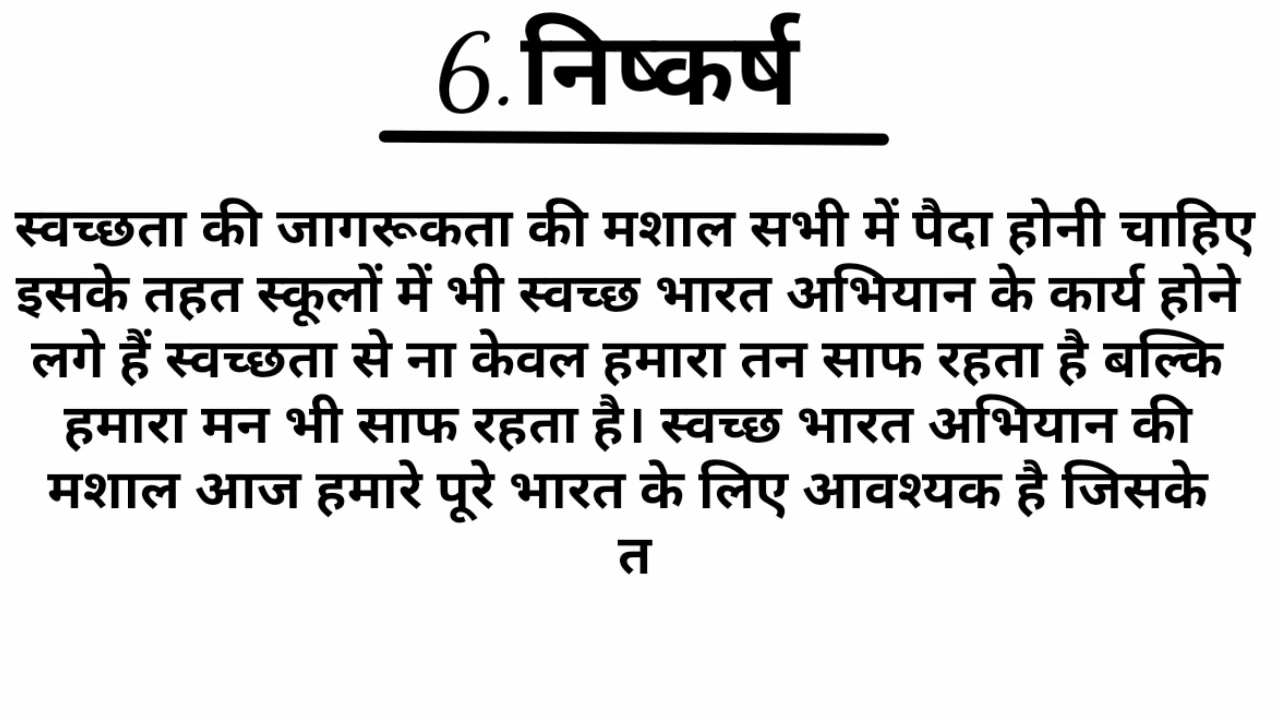 6.निष्कर्ष
स्वच्छता की जागरूकता की मशाल सभी में पैदा होनी चाहिए
इसके तहत स्कूलों में भी स्वच्छ भारत अभियान के कार्य होने
लगे हैं स्वच्छता से ना केवल हमारा तन साफ रहता है बल्कि
हमारा मन भी साफ रहता है। स्वच्छ भारत अभियान की
मशाल आज हमारे पूरे भारत के लिए आवश्यक है जिसके
त